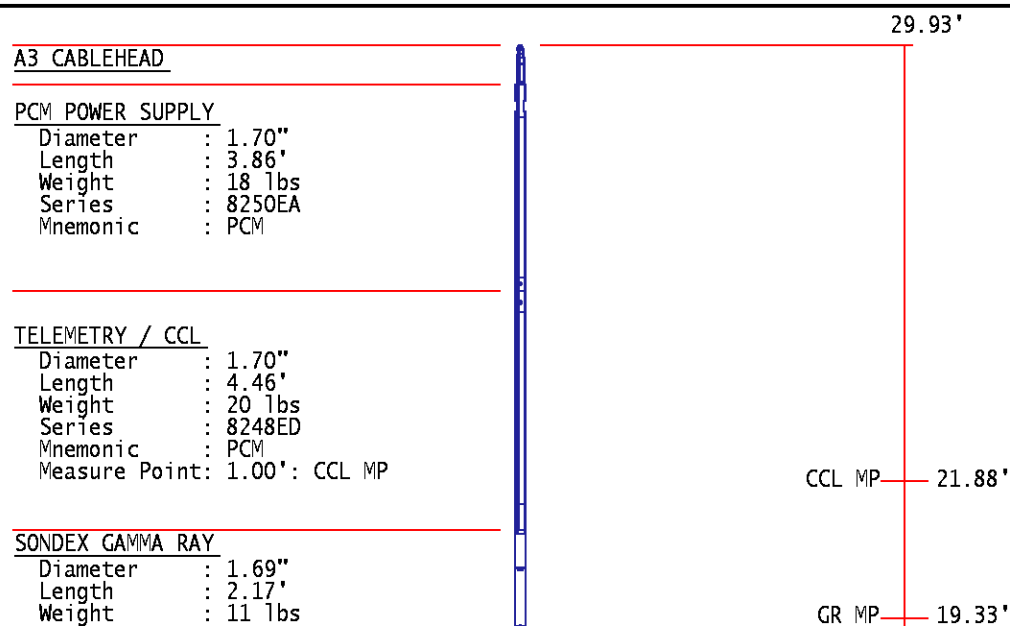 29.93'
A3 CABLEHEAD
PCM POWER SUPPLY
Diameter : 1.70"
Length : 3.86'
Weight : 18 lbs
Series : 8250EA
Mnemonic : PCM
TELEMETRY / CCL
Diameter : 1.70"
Length : 4.46'
Weight : 20 lbs
Series : 8248ED
Mnemonic : PCM
Measure Point: 1.00': CCL MP
CCL MP 21.88'
SONDEX GAMMA RAY
Diameter : 1.69"
Length : 2.17'
Weight : 11 lbs
GR MP 19.33'